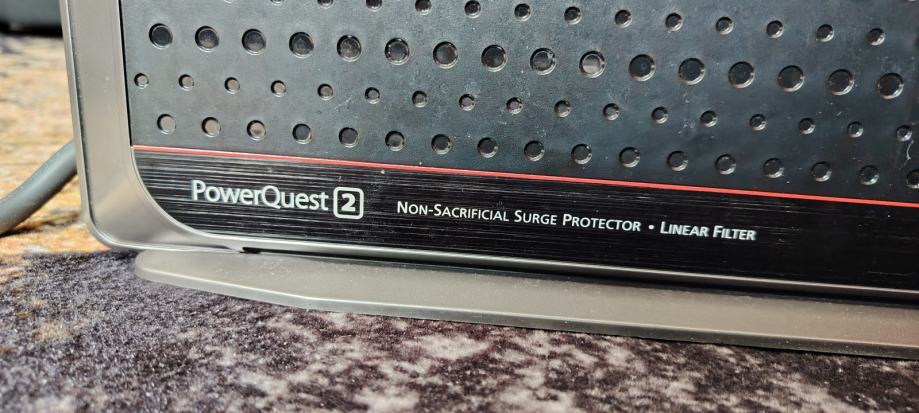 PowerQuest 2
Non-Sacrificial Surge Protector • Linear Filter